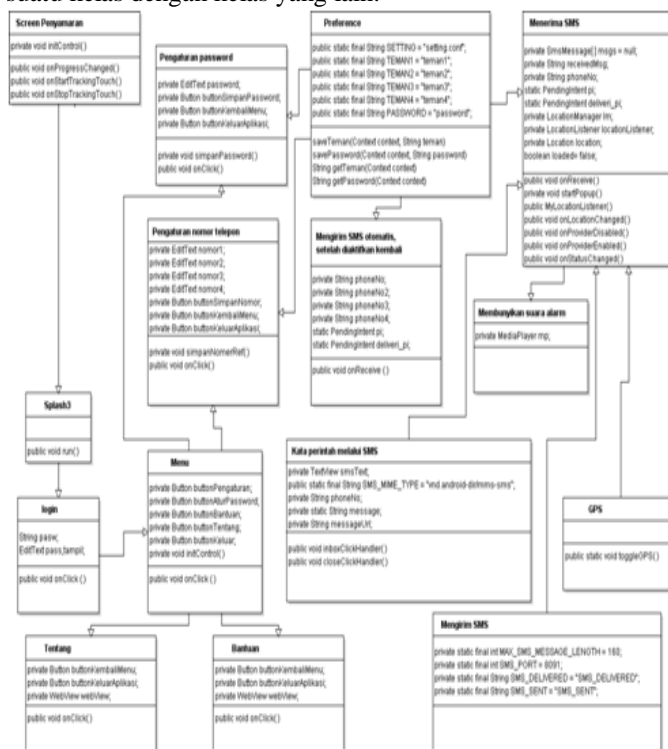 suatu kelas dengan kelas yang lain.
Screen Penyamaran
private void initControl()
public void onProgressChanged()
public void onStartTrackingTouch()
public void onStopTrackingTouch()
Pengaturan password
private EditText password;
private Button buttonSimpanPassword;
private Button buttonKembaliMenu;
private Button buttonKeluarAplikasi;
private void simpanPassword()
public void onClick()
Preference
public static final String SETTING = "setting.conf"
public static final String TEMAN1 = "teman1"
public static final String TEMAN2 = "teman2";
public static final String TEMAN3 = "teman3";
public static final String TEMAN4 = "teman4";
public static final String PASSWORD = "password";
saveTeman(Context context, String teman)
savePassword(Context context, String password)
String getTeman(Context context)
String getPassword(Context context)
Menerima SMS
private SmsMessage[] msgs = null;
private String receivedMsg;
private String phoneNo;
static PendingIntent pi;
static PendingIntent deliveri_pi;
private LocationManager lm;
private LocationListener locationListener;
private Location location;
boolean loaded= false;
public void onReceive()
private void startPopup()
public MyLocationListener()
public void onLocationChanged()
public void onProviderDisabled()
public void onProviderEnabled()
public void onStatusChanged()
Pengaturan nomor telepon
private EditText nomor1;
private EditText nomor2;
private EditText nomor3;
private EditText nomor4;
private Button buttonSimpanNomor;
private Button buttonKembaliMenu;
private Button buttonKeluarAplikasi;
private void simpanNomerRef()
public void onClick()
Mengirim SMS otomatis,
setelah diaktifkan kembali
private String phoneNo;
private String phoneNo2;
private String phoneNo3;
private String phoneNo4;
static PendingIntent pi;
static PendingIntent deliveri_pi;
public void onReceive ()
Membunyikan suara alarm
private MediaPlayer mp;
Splash3
public void run()
login
String pasw;
EditText pass,tampil;
public void onClick ()
Menu
private Button buttonPengaturan;
private Button buttonAturPassword;
private Button buttonBantuan;
private Button buttonTentang;
private Button buttonKeluar;
private void initControl()
public void onClick ()
Kata perintah melalui SMS
private TextView smsText;
public static final String SMS_MIME_TYPE = "vnd.android-dir/mms-sms";
private String phoneNo;
private static String message;
private String messageUrl;
public void inboxClickHandler()
public void closeClickHandler()
GPS
public static void toggleGPS()
Tentang
private Button buttonKembaliMenu;
private Button buttonKeluarAplikasi;
private WebView webView;
public void onClick()
Bantuan
private Button buttonKembaliMenu;
private Button buttonKeluarAplikasi;
private WebView webView;
public void onClick()
Mengirim SMS
private static final int MAX_SMS_MESSAGE_LENGTH = 160;
private static final int SMS_PORT = 8091;
private static final String SMS_DELIVERED = "SMS_DELIVERED";
private static final String SMS_SENT = "SMS_SENT";